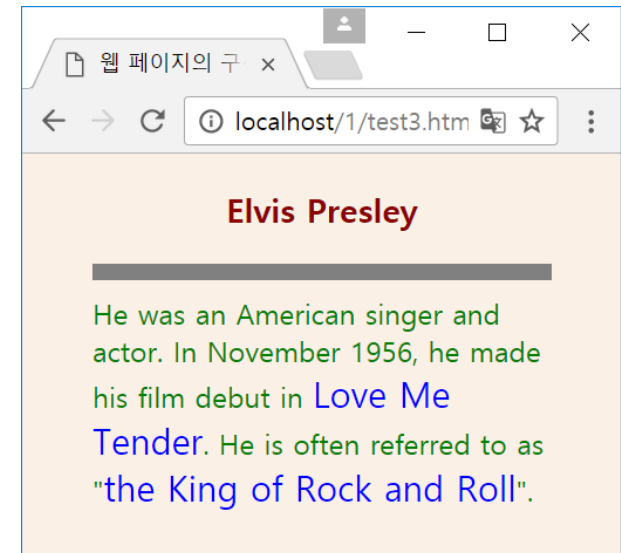 웹 페이지의 구
localhost/1/test3.htm
Elvis Presley
He was an American singer and
actor. In November 1956, he made
his film debut in Love Me
Tender. He is often referred to as
"the King of Rock and Roll".